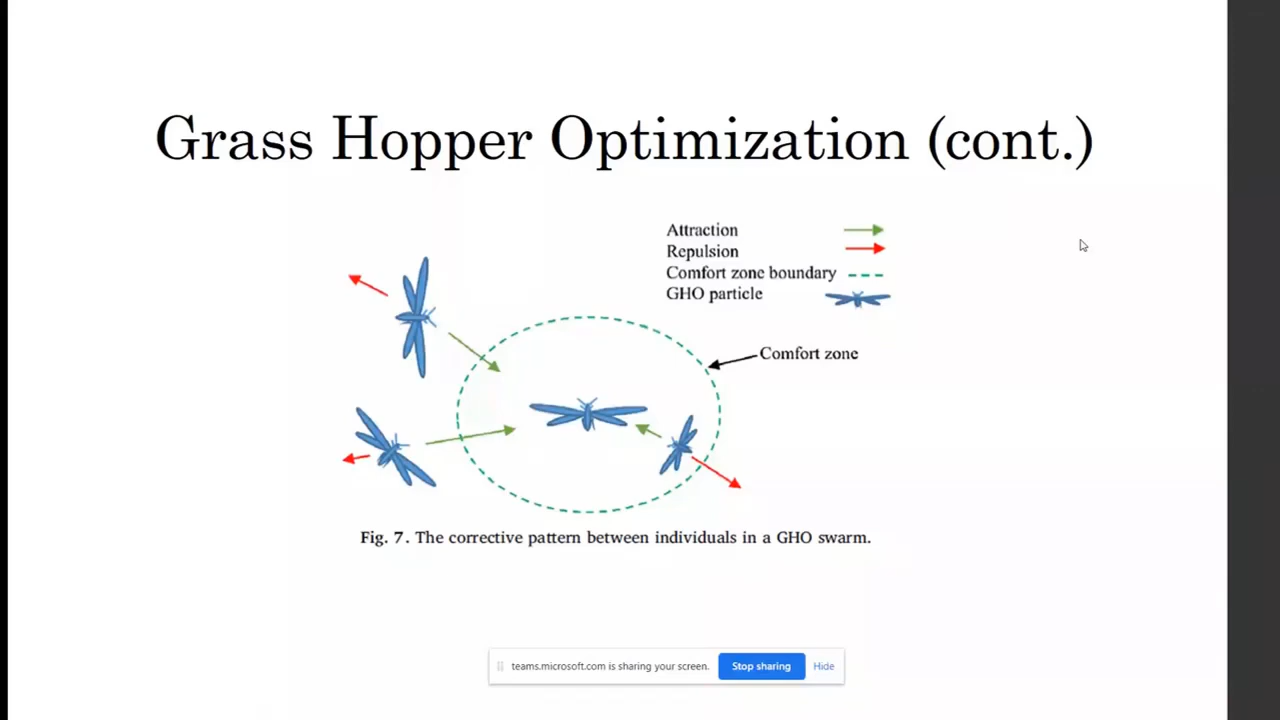 Grass Hopper Optimization (cont.)
Attraction
Repulsion
Comfort zone boundary
GHO particle
Comfort zone
Fig. 7. The corrective pattern between individuals in a GHO swarm.
teams.microsoft.com is sharing your screen. Stop sharing Hide